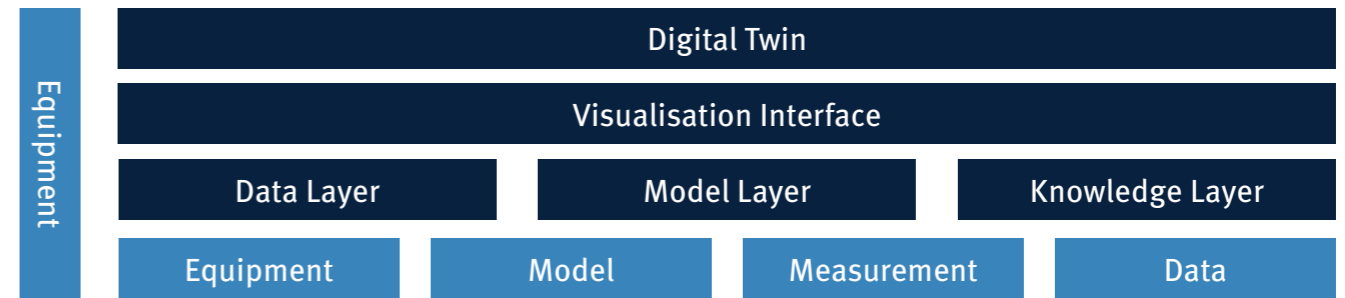 Equipment
Digital Twin
Visualisation Interface
Data Layer
Model Layer
Knowledge Layer
Equipment
Model
Measurement
Data